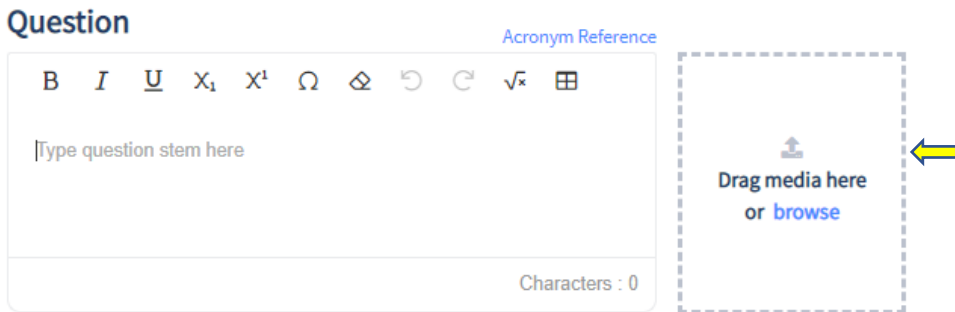 Question
Acronym Reference
B I U X₁ X¹ Ω √x
Type question stem here
Characters : 0
Drag media here
or browse